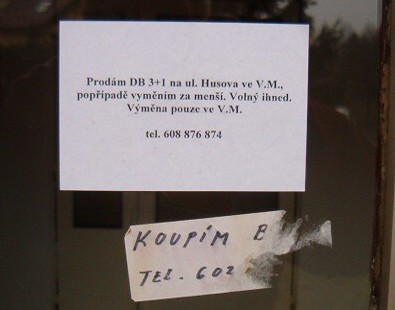 Prodám DB 3+1 na ul. Husova ve V.M.,
popřípadě vyměním za menší. Volný ihned.
Výměna pouze ve V.M.
tel. 608 876 874
KOUPÍM B
TEL. 602